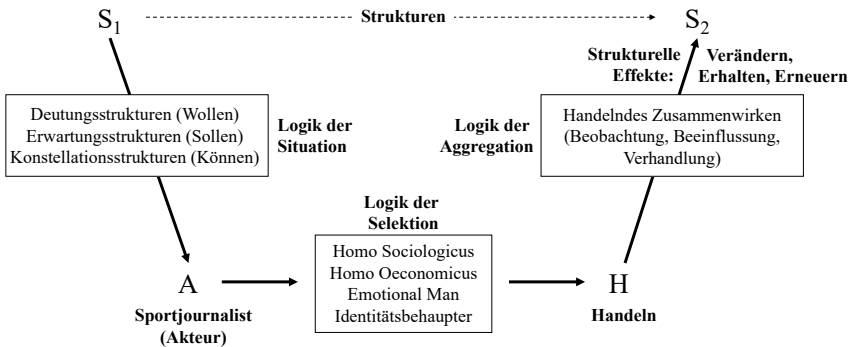 S1
Strukturen
S2
Strukturelle
Effekte:
Verändern,
Erhalten, Erneuern
Deutungsstrukturen (Wollen)
Erwartungsstrukturen (Sollen)
Konstellationsstrukturen (Können)
Logik der
Situation
Logik der
Aggregation
Handelndes Zusammenwirken
(Beobachtung, Beeinflussung,
Verhandlung)
Logik der
Selektion
Homo Sociologicus
Homo Oeconomicus
Emotional Man
Identitätsbehaupter
A
Sportjournalist
(Akteur)
H
Handeln